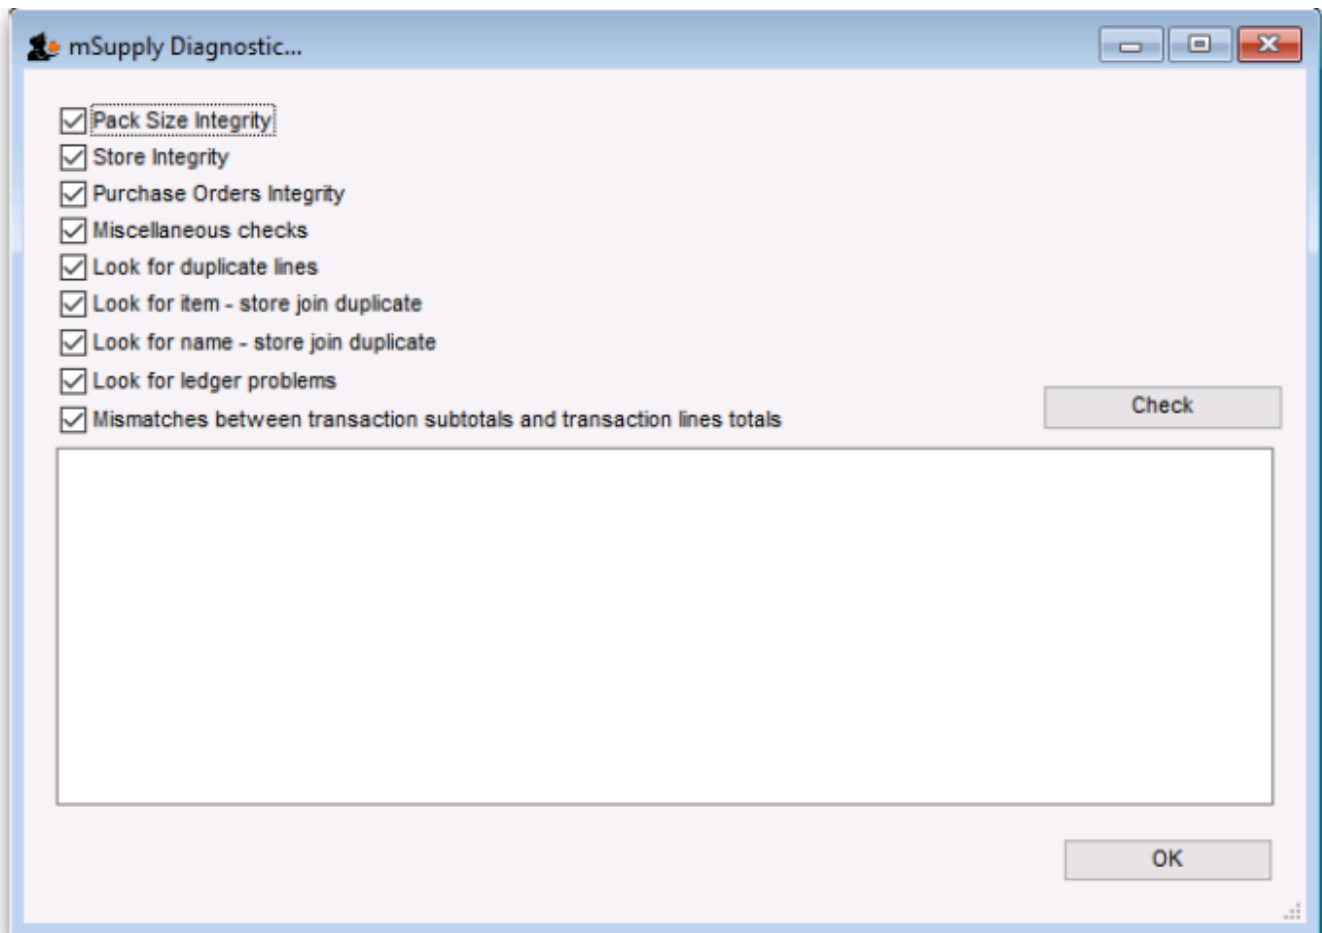 mSupply Diagnostic...
Pack Size Integrity
Store Integrity
Purchase Orders Integrity
Miscellaneous checks
Look for duplicate lines
Look for item - store join duplicate
Look for name - store join duplicate
Look for ledger problems
Mismatches between transaction subtotals and transaction lines totals
Check
OK